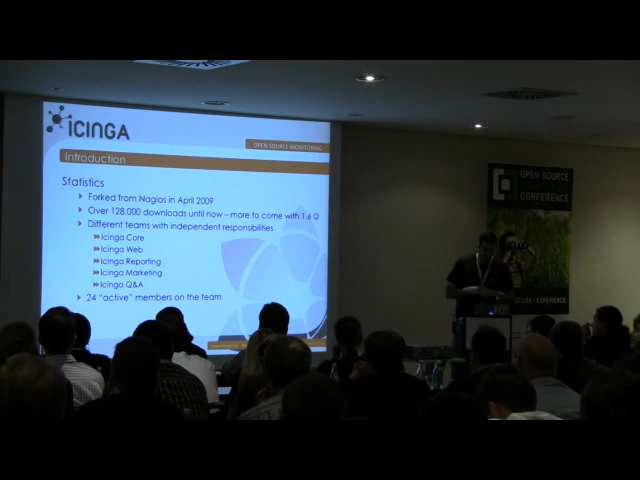 ICINGA
OPEN SOURCE MONITORING
Introduction
Statistics
Forked from Nagios in April 2009
Over 128.000 downloads until now – more to come with 1.6 ☺
Different teams with independent responsibilities
Icinga Core
Icinga Web
Icinga Reporting
Icinga Marketing
Icinga Q&A
24 "active" members on the team
OPEN SOURCE
CONFERENCE
EXPERIENCE